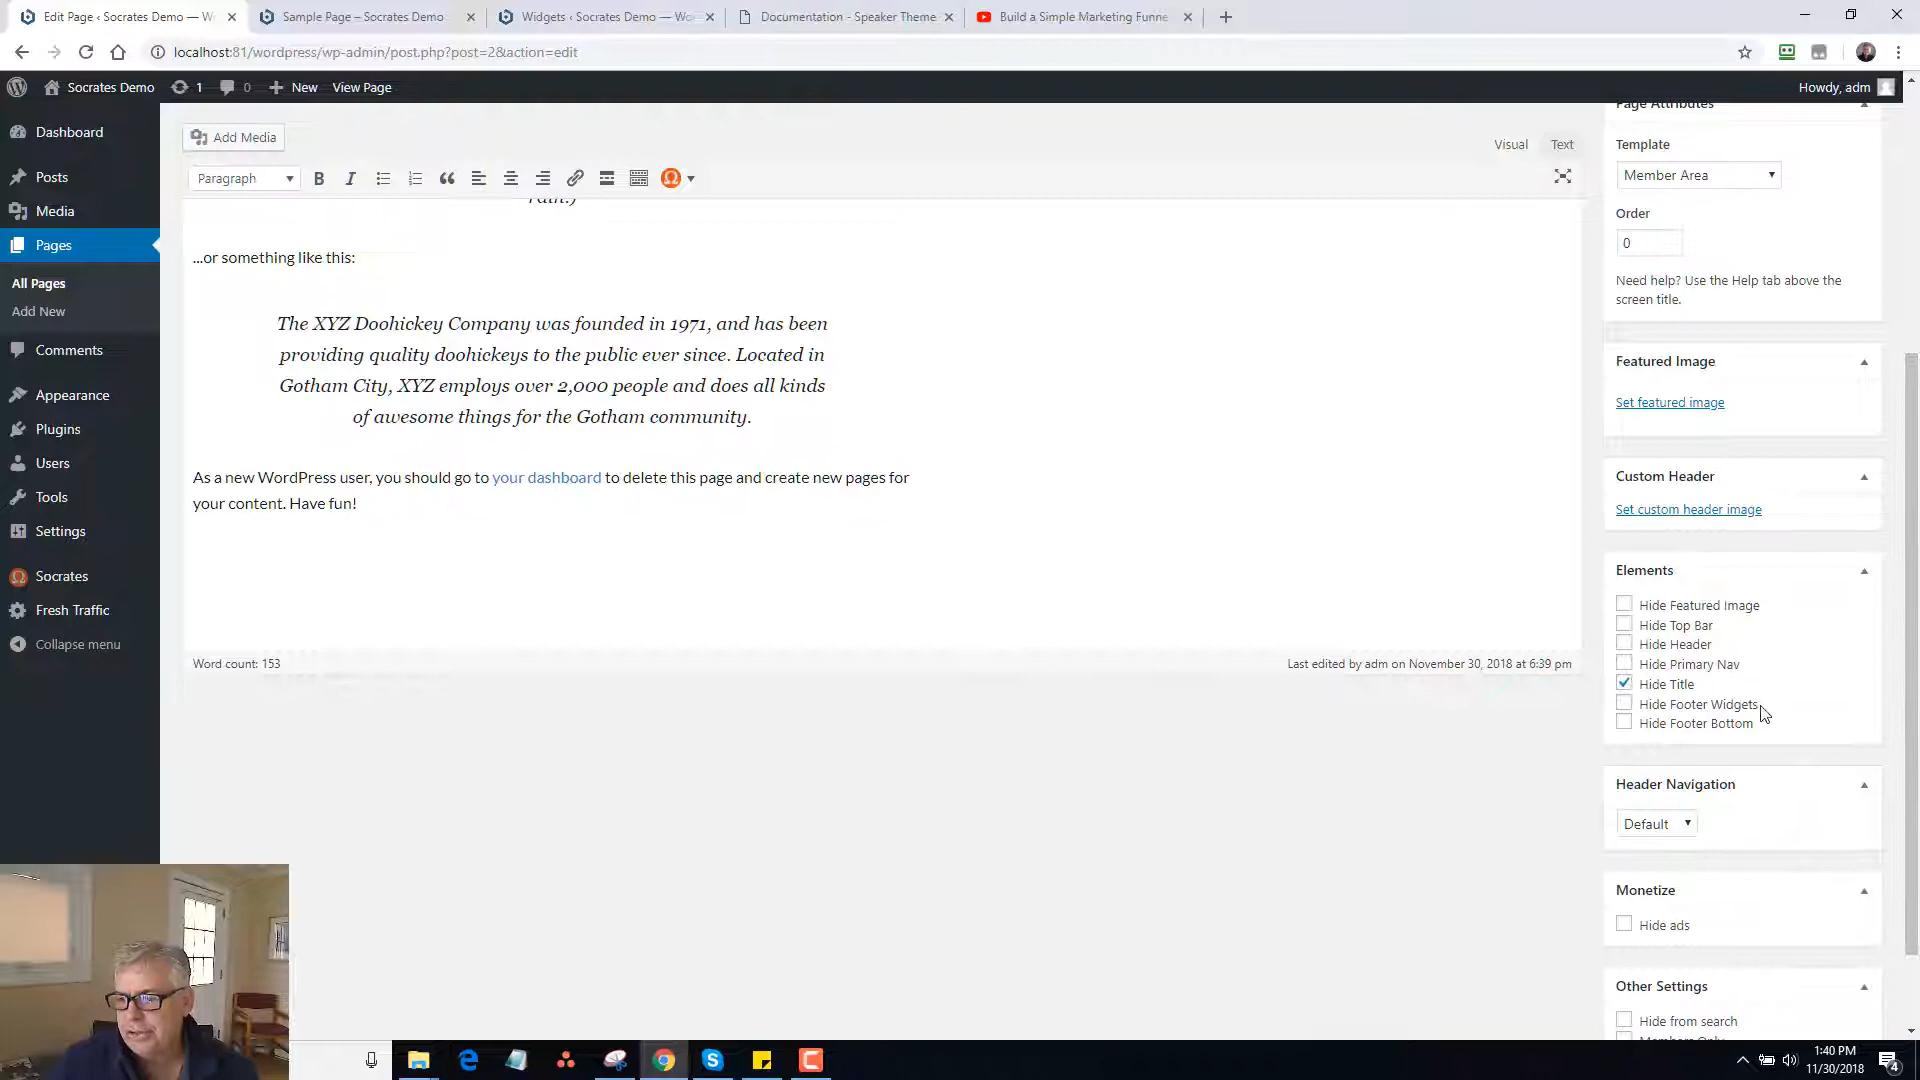 Edit Page ‹ Socrates Demo — W
Sample Page – Socrates Demo
Widgets ‹ Socrates Demo — Wo
Documentation - Speaker Theme
Build a Simple Marketing Funne
localhost:81/wordpress/wp-admin/post.php?post=2&action=edit
Socrates Demo
1
0
New
View Page
Howdy, adm
Dashboard
Posts
Media
Pages
All Pages
Add New
Comments
Appearance
Plugins
Users
Tools
Settings
Socrates
Fresh Traffic
Collapse menu
Add Media
Visual
Text
Paragraph
B
I
...or something like this:
The XYZ Doohickey Company was founded in 1971, and has been
providing quality doohickeys to the public ever since. Located in
Gotham City, XYZ employs over 2,000 people and does all kinds
of awesome things for the Gotham community.
As a new WordPress user, you should go to your dashboard to delete this page and create new pages for
your content. Have fun!
Word count: 153
Last edited by adm on November 30, 2018 at 6:39 pm
Page Attributes
Template
Member Area
Order
0
Need help? Use the Help tab above the
screen title.
Featured Image
Set featured image
Custom Header
Set custom header image
Elements
Hide Featured Image
Hide Top Bar
Hide Header
Hide Primary Nav
Hide Title
Hide Footer Widgets
Hide Footer Bottom
Header Navigation
Default
Monetize
Hide ads
Other Settings
Hide from search
1:40 PM
11/30/2018
4